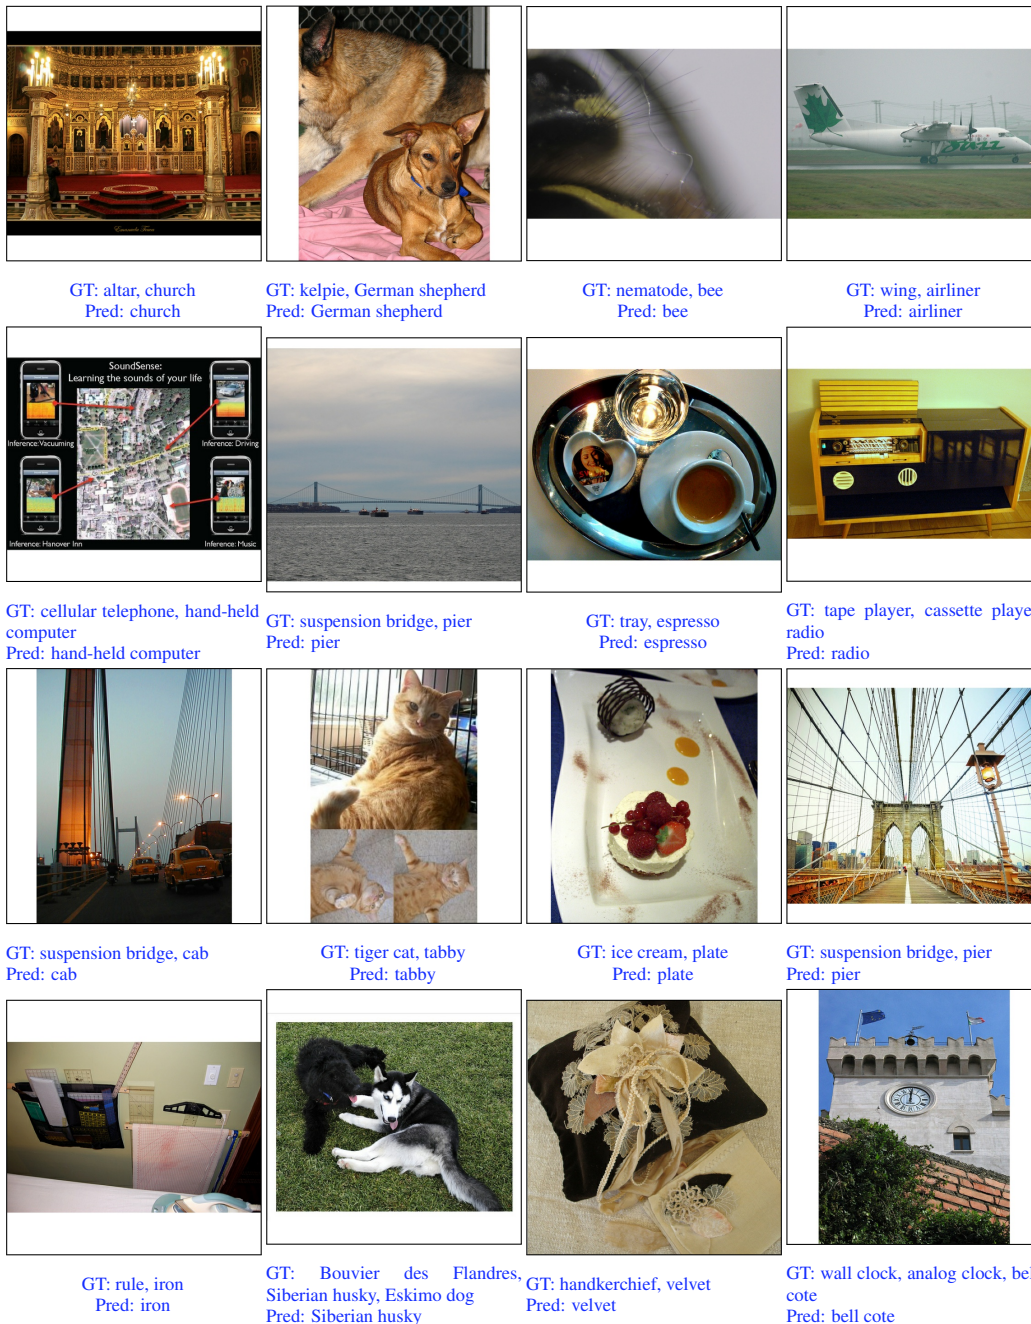 Jazz
GT: altar, church
Pred: church
GT: kelpie, German shepherd
Pred: German shepherd
GT: nematode, bee
Pred: bee
GT: wing, airliner
Pred: airliner
SoundSense:
Learning the sounds of your life
Inference: Vacuuming
Inference: Driving
Inference: Hanover Inn
Inference: Music
GT: cellular telephone, hand-held
computer
Pred: hand-held computer
GT: suspension bridge, pier
Pred: pier
GT: tray, espresso
Pred: espresso
GT: tape player, cassette playe
radio
Pred: radio
GT: suspension bridge, cab
Pred: cab
GT: tiger cat, tabby
Pred: tabby
GT: ice cream, plate
Pred: plate
GT: suspension bridge, pier
Pred: pier
GT: rule, iron
Pred: iron
GT: Bouvier des Flandres,
Siberian husky, Eskimo dog
Pred: Siberian husky
GT: handkerchief, velvet
Pred: velvet
GT: wall clock, analog clock, bel
cote
Pred: bell cote